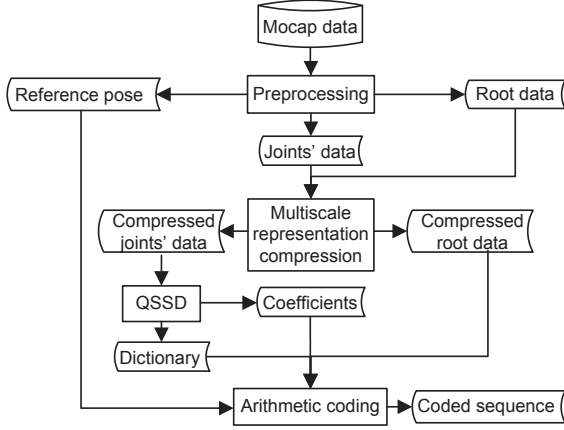 Mocap data
Reference pose
Preprocessing
Root data
Joints' data
Compressed
joints' data
Multiscale
representation
compression
Compressed
root data
QSSD
Coefficients
Dictionary
Arithmetic coding
Coded sequence